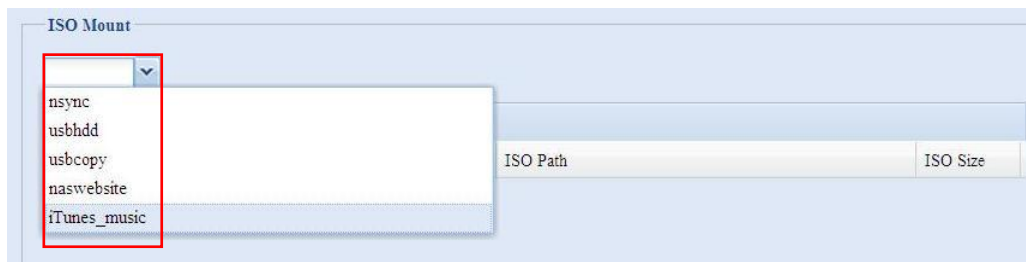 ISO Mount
nsync
usbhdd
usbcopy
naswebsite
iTunes_music
ISO Path
ISO Size